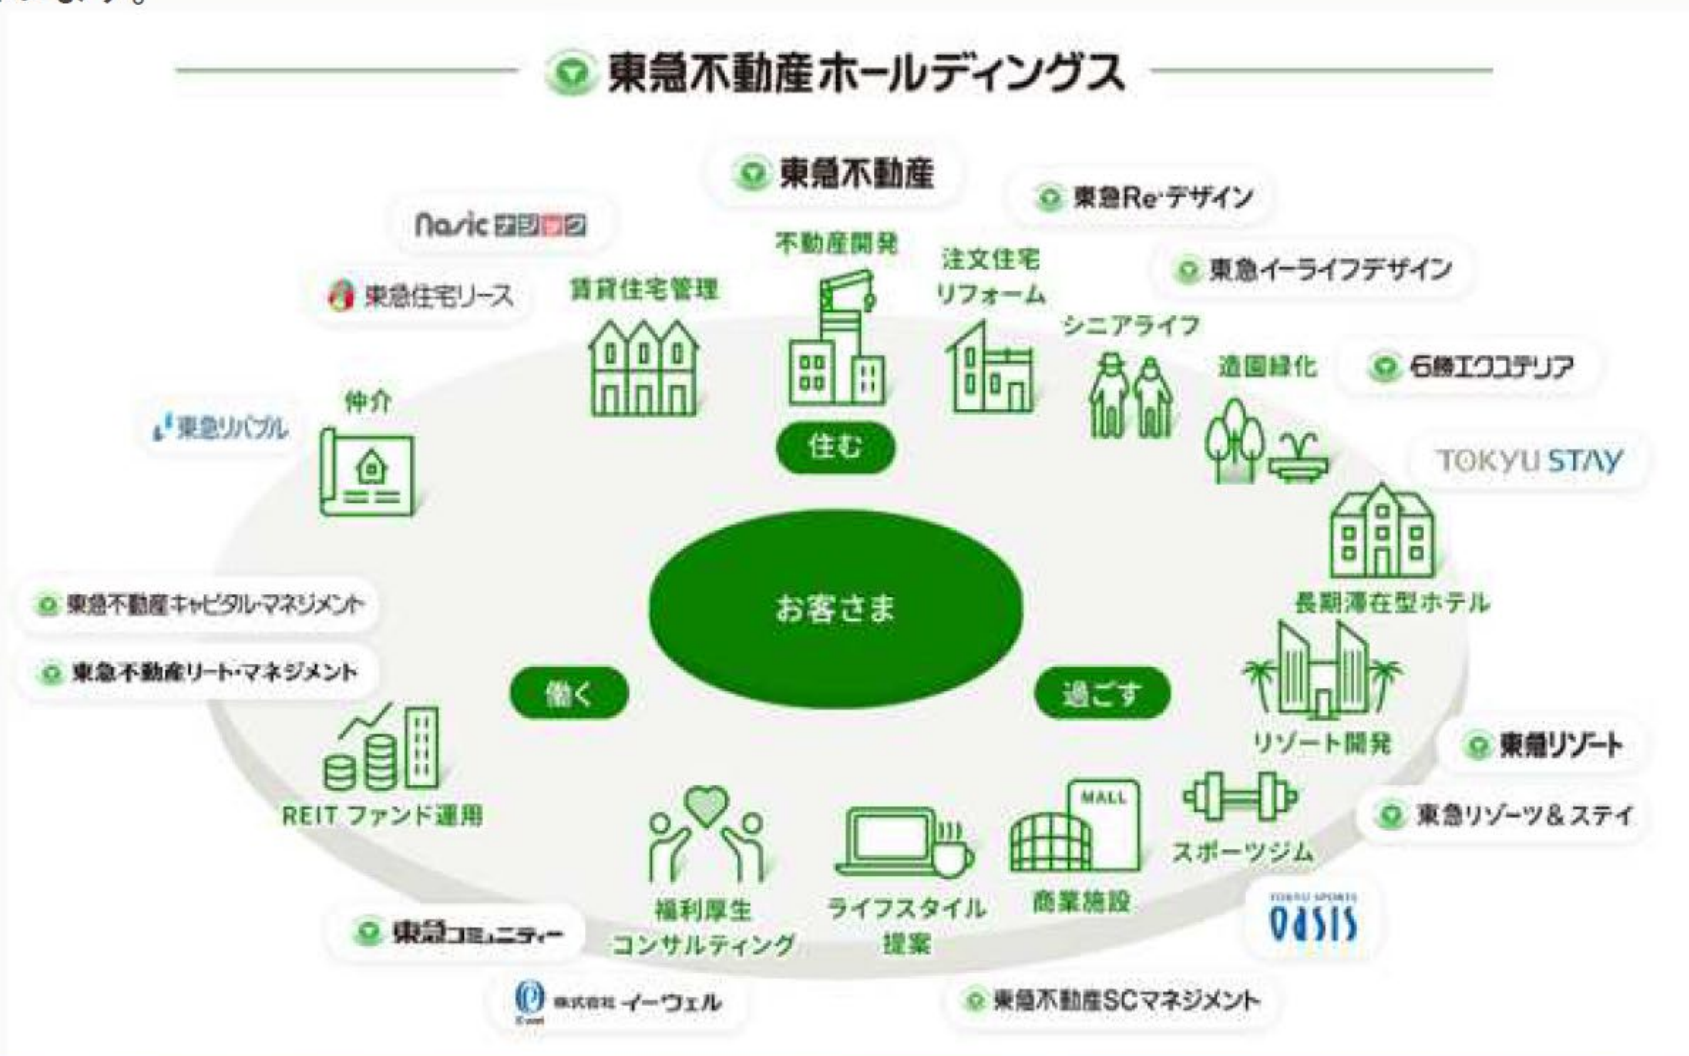 います。
東急不動産ホールディングス
東急不動産
東急Re・デザイン
Nasic ナジック
不動産開発
注文住宅
リフォーム
東急イーライフデザイン
東急住宅リース
賃貸住宅管理
シニアライフ
造園緑化
石勝エクステリア
仲介
東急リバブル
住む
TOKYU STAY
お客さま
長期滞在型ホテル
東急不動産キャピタル・マネジメント
東急不動産リート・マネジメント
働く
過ごす
リゾート開発
東急リゾート
REIT ファンド運用
MALL
東急リゾーツ&ステイ
スポーツジム
福利厚生
コンサルティング
ライフスタイル
提案
商業施設
TOKYU SPORTS
OASIS
東急コミュニティー
株式会社 イーウェル
東急不動産SCマネジメント